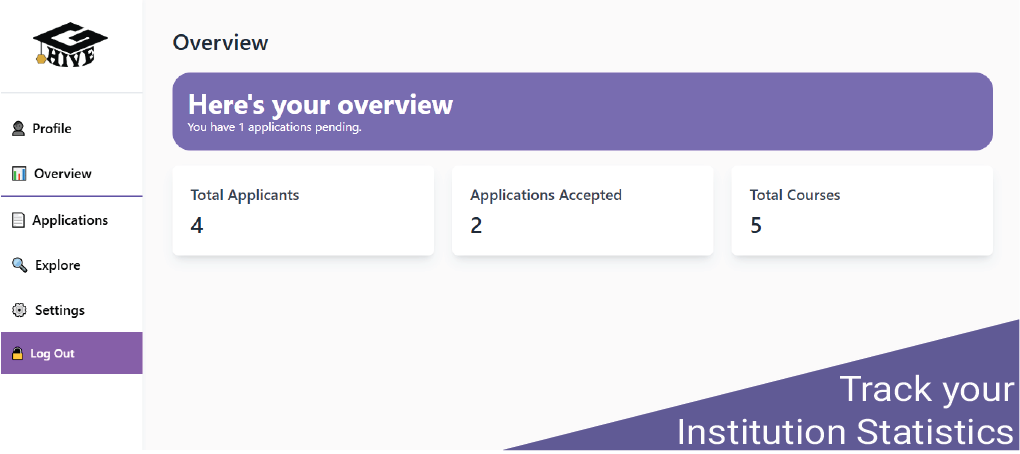 HIVE
Profile
Overview
Applications
Explore
Settings
Log Out
Overview
Here's your overview
You have 1 applications pending.
Total Applicants
4
Applications Accepted
2
Total Courses
5
Track your
Institution Statistics